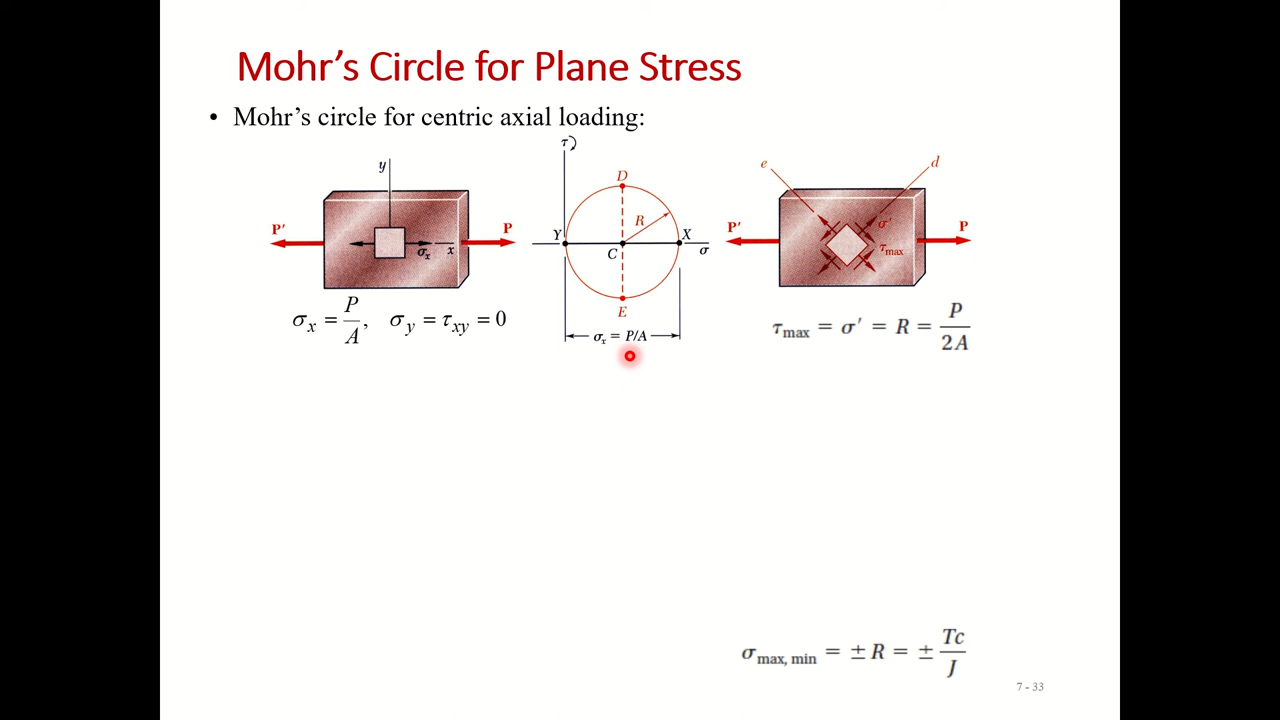 Mohr’s Circle for Plane Stress
• Mohr’s circle for centric axial loading:
y
P'
P
σx
x
τ
D
R
Y
X
C
σ
E
σx = P/A
e
d
P'
P
σ'
τmax
σx = P/A, σy = τxy = 0
τmax = σ' = R = P/2A
σmax, min = ± R = ± Tc/J
7 - 33